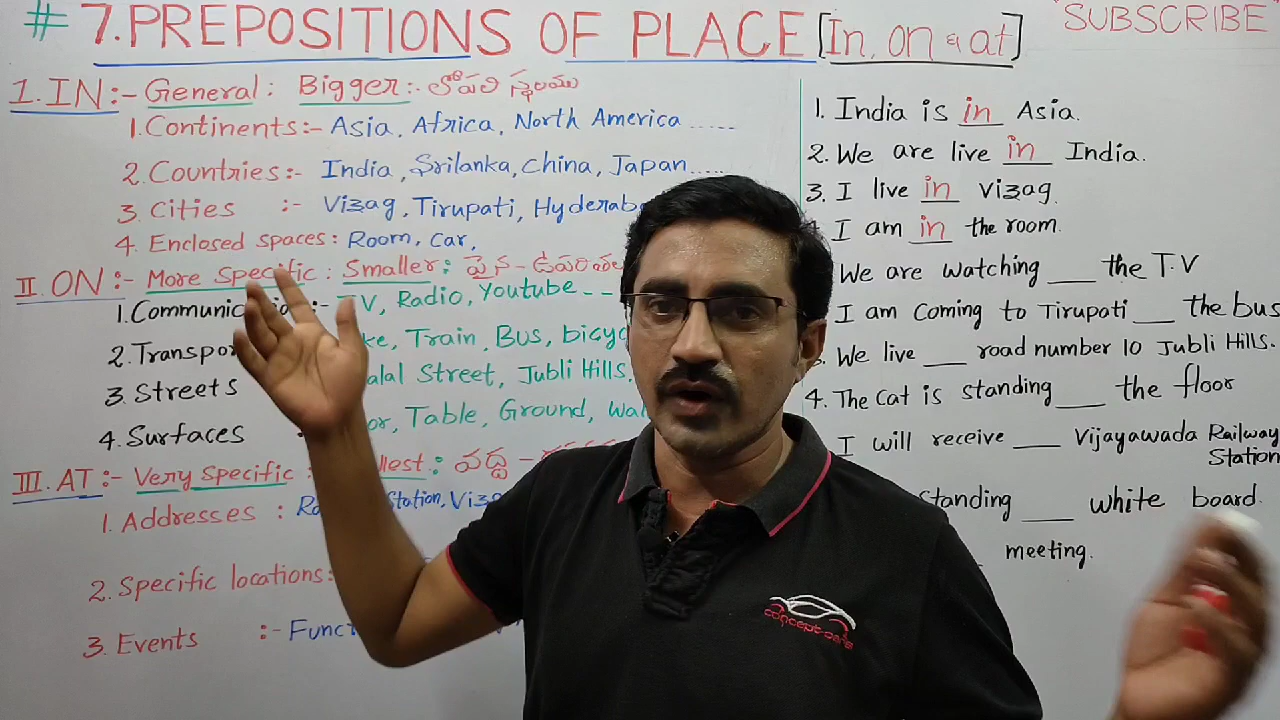 # 7. PREPOSITIONS OF PLACE [In, on & at]
SUBSCRIBE
1. IN :- General : Bigger :- లోపలి స్థలము
1. Continents :- Asia, Africa, North America .....
2. Countries :- India, Srilanka, China, Japan.....
3. Cities :- Vizag, Tirupati,
4. Enclosed spaces : Room, Car,
II. ON :- More Specific : Smaller : పైన -
1. :- TV, Radio, Youtube - -
2. Train, Bus,
3. Streets Street, Jubli Hills.
4. Surfaces Table, Ground,
III. AT :- Very Specific : వద్ద -
1. Addresses : Station,
2. Specific locations:
3. Events :-
1. India is in Asia.
2. We are live in India.
3. I live in Vizag.
I am in the room.
We are watching ___ the T.V
I am Coming to Tirupati ___ the bus
We live ___ road number 10 Jubli Hills.
4. The Cat is standing ___ the floor
I will receive ___ Vijayawada Railway
Station
standing ___ white board.
meeting.
concept cars